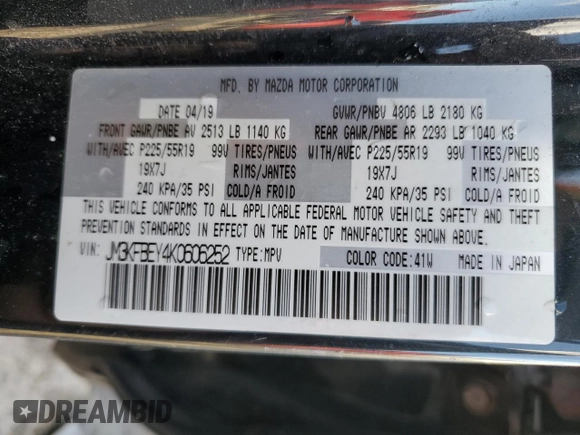 MFD. BY MAZDA MOTOR CORPORATION
DATE 04/19 GVWR/PNBV 4806 LB 2180 KG
FRONT GAWR/PNBE AV 2513 LB 1140 KG REAR GAWR/PNBE AR 2293 LB 1040 KG
WITH/AVEC P225/55R19 99V TIRES/PNEUS WITH/AVEC P225/55R19 99V TIRES/PNEUS
19X7J RIMS/JANTES 19X7J RIMS/JANTES
240 KPA/35 PSI COLD/A FROID 240 KPA/35 PSI COLD/A FROID
THIS VEHICLE CONFORMS TO ALL APPLICABLE FEDERAL MOTOR VEHICLE SAFETY AND THEFT
PREVENTION STANDARDS IN EFFECT ON THE DATE OF MANUFACTURE SHOWN ABOVE.
VIN: JM3KFBEY4K0606252 TYPE:MPV COLOR CODE:41W MADE IN JAPAN
DREAMBID